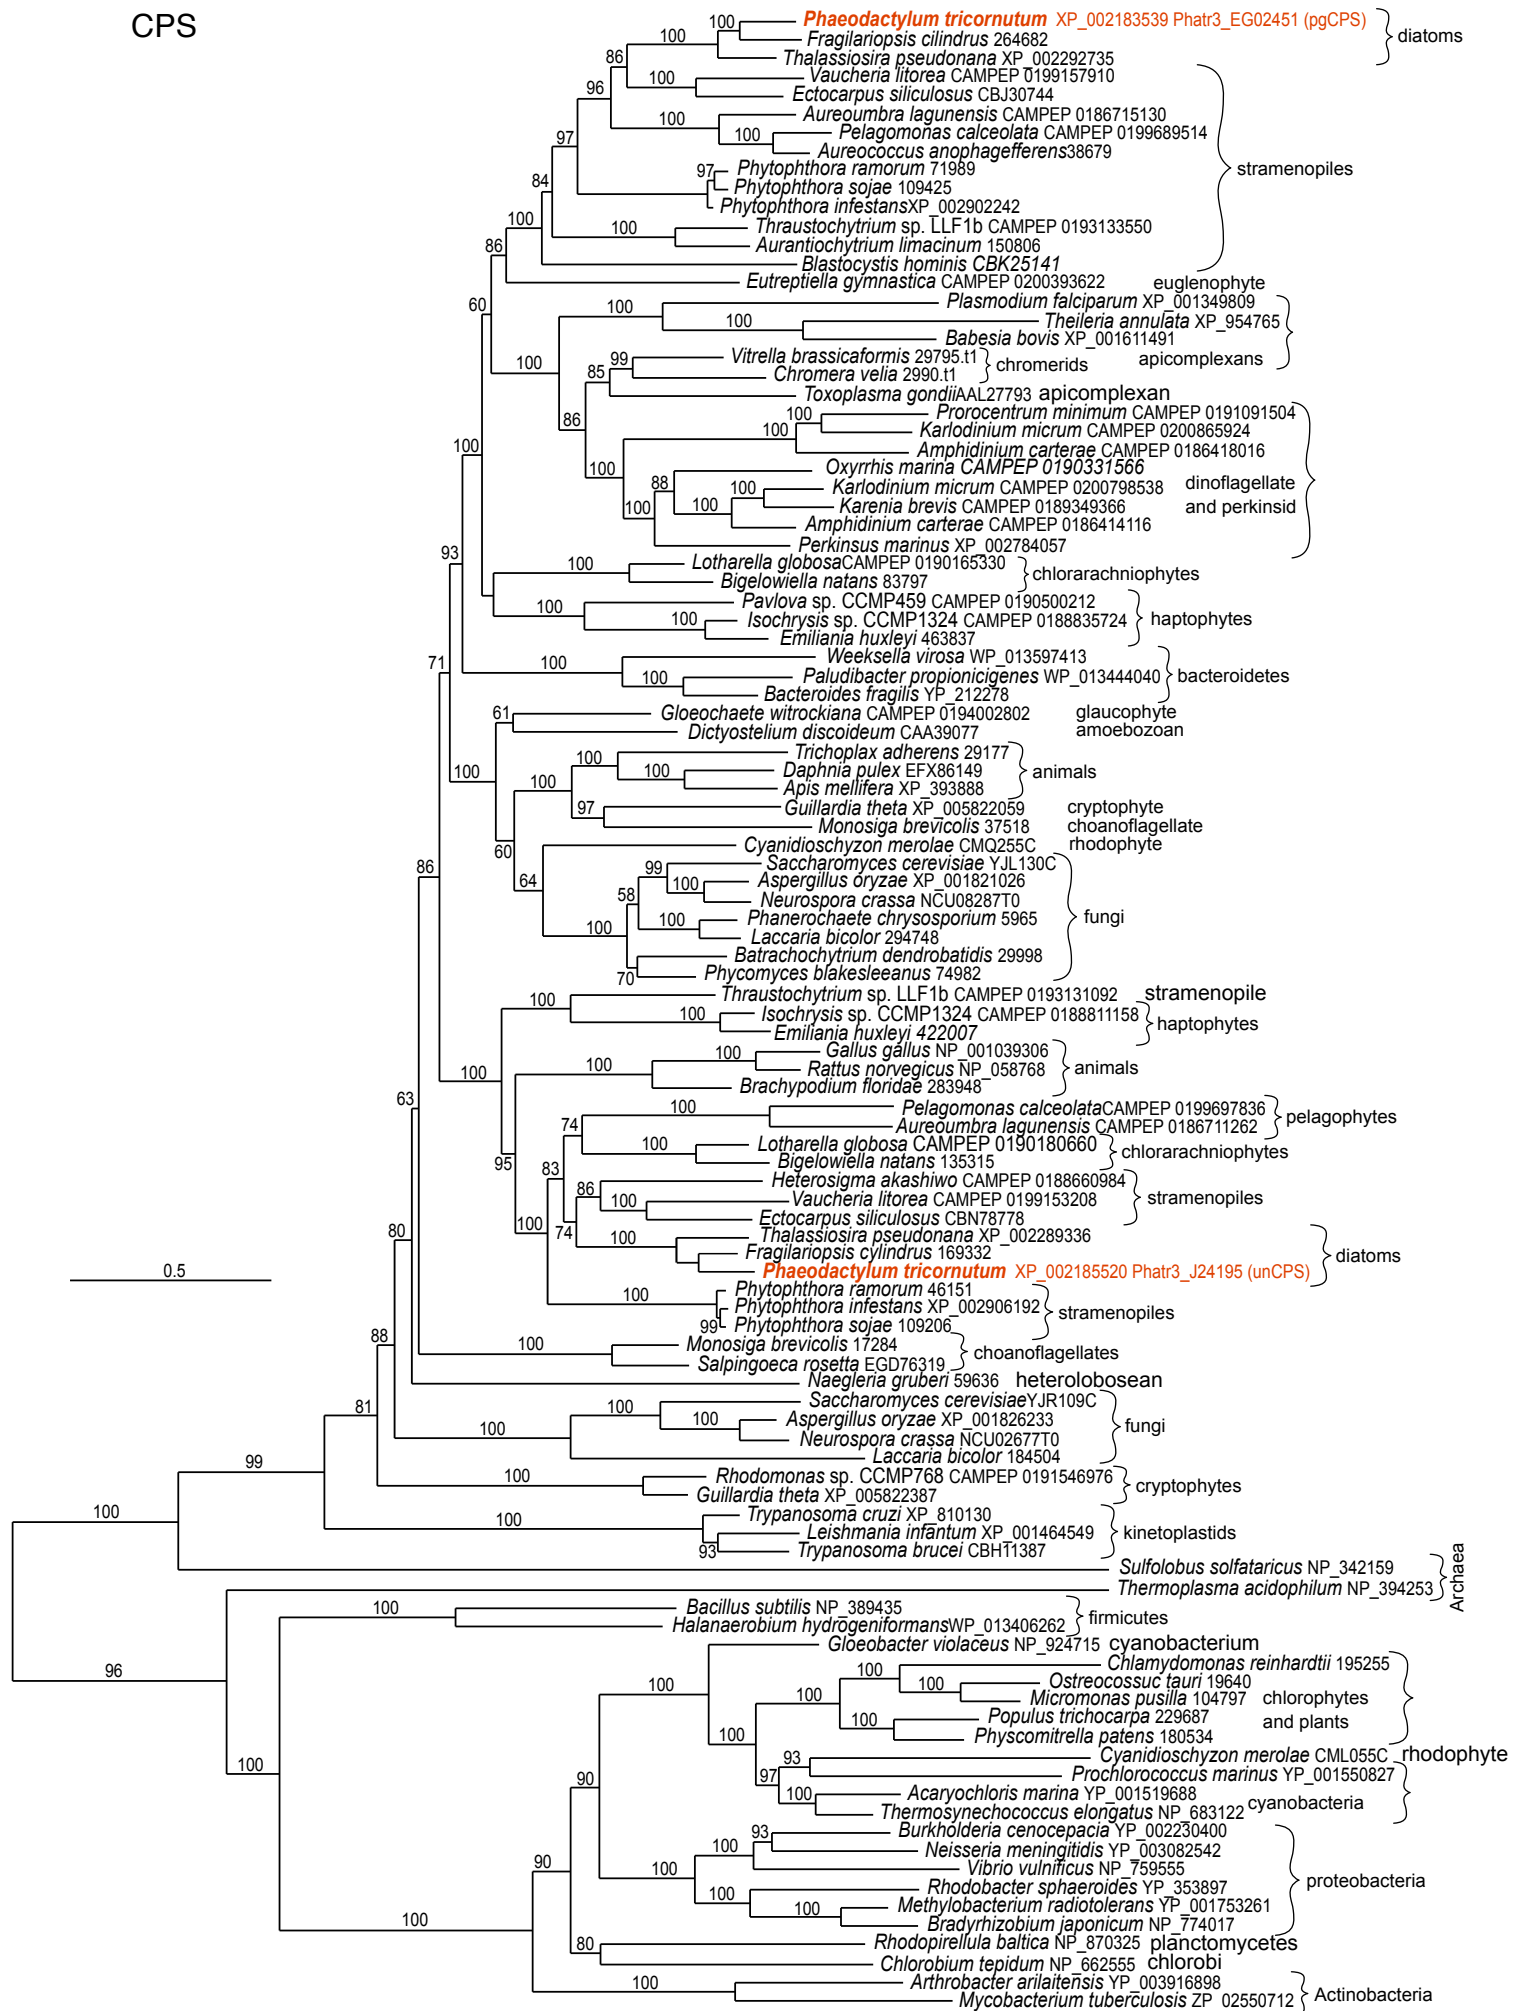 CPS
100 Phaeodactylum tricornutum XP_002183539 Phatr3_EG02451 (pgCPS)
100 Fragilariopsis cilindrus 264682 diatoms
86 Thalassiosira pseudonana XP_002292735
100 Vaucheria litorea CAMPEP 0199157910
96 Ectocarpus siliculosus CBJ30744
100 Aureoumbra lagunensis CAMPEP 0186715130
97 100 Pelagomonas calceolata CAMPEP 0199689514
Aureococcus anophagefferens38679
97 Phytophthora ramorum 71989 stramenopiles
84 Phytophthora sojae 109425
Phytophthora infestansXP_002902242
100 100 Thraustochytrium sp. LLF1b CAMPEP 0193133550
86 Aurantiochytrium limacinum 150806
Blastocystis hominis CBK25141
Eutreptiella gymnastica CAMPEP 0200393622 euglenophyte
60 100 Plasmodium falciparum XP_001349809
100 Theileria annulata XP_954765
Babesia bovis XP_001611491 apicomplexans
100 99 Vitrella brassicaformis 29795.t1 chromerids
85 Chromera velia 2990.t1
Toxoplasma gondiiAAL27793 apicomplexan
86 100 Prorocentrum minimum CAMPEP 0191091504
100 100 Karlodinium micrum CAMPEP 0200865924
Amphidinium carterae CAMPEP 0186418016
100 Oxyrrhis marina CAMPEP 0190331566
88 100 Karlodinium micrum CAMPEP 0200798538 dinoflagellate
100 100 Karenia brevis CAMPEP 0189349366 and perkinsid
Amphidinium carterae CAMPEP 0186414116
93 Perkinsus marinus XP_002784057
100 Lotharella globosaCAMPEP 0190165330 chlorarachniophytes
Bigelowiella natans 83797
100 Pavlova sp. CCMP459 CAMPEP 0190500212
100 Isochrysis sp. CCMP1324 CAMPEP 0188835724 haptophytes
Emiliania huxleyi 463837
71 100 Weeksella virosa WP_013597413
100 Paludibacter propionicigenes WP_013444040 bacteroidetes
Bacteroides fragilis YP_212278
61 Gloeochaete witrockiana CAMPEP 0194002802 glaucophyte
Dictyostelium discoideum CAA39077 amoebozoan
100 Trichoplax adherens 29177
100 100 100 Daphnia pulex EFX86149 animals
Apis mellifera XP_393888
97 Guillardia theta XP_005822059 cryptophyte
Monosiga brevicolis 37518 choanoflagellate
60 Cyanidioschyzon merolae CMQ255C rhodophyte
86 99 Saccharomyces cerevisiae YJL130C
64 100 Aspergillus oryzae XP_001821026
58 Neurospora crassa NCU08287T0
100 100 Phanerochaete chrysosporium 5965 fungi
Laccaria bicolor 294748
Batrachochytrium dendrobatidis 29998
70 Phycomyces blakesleeanus 74982
100 Thraustochytrium sp. LLF1b CAMPEP 0193131092 stramenopile
100 Isochrysis sp. CCMP1324 CAMPEP 0188811158 haptophytes
Emiliania huxleyi 422007
100 Gallus gallus NP_001039306
100 100 Rattus norvegicus NP_058768 animals
Brachypodium floridae 283948
63 100 Pelagomonas calceolataCAMPEP 0199697836 pelagophytes
74 Aureoumbra lagunensis CAMPEP 0186711262
100 Lotharella globosa CAMPEP 0190180660 chlorarachniophytes
95 83 Bigelowiella natans 135315
86 Heterosigma akashiwo CAMPEP 0188660984
100 Vaucheria litorea CAMPEP 0199153208 stramenopiles
100 74 Ectocarpus siliculosus CBN78778
80 100 Thalassiosira pseudonana XP_002289336
Fragilariopsis cylindrus 169332 diatoms
0.5 Phaeodactylum tricornutum XP_002185520 Phatr3_J24195 (unCPS)
100 Phytophthora ramorum 46151
Phytophthora infestans XP_002906192 stramenopiles
99 Phytophthora sojae 109206
88 100 Monosiga brevicolis 17284 choanoflagellates
Salpingoeca rosetta EGD76319
Naegleria gruberi 59636 heterolobosean
81 100 Saccharomyces cerevisiaeYJR109C
100 100 Aspergillus oryzae XP_001826233 fungi
Neurospora crassa NCU02677T0
Laccaria bicolor 184504
99 100 Rhodomonas sp. CCMP768 CAMPEP 0191546976 cryptophytes
Guillardia theta XP_005822387
100 100 Trypanosoma cruzi XP_810130
Leishmania infantum XP_001464549 kinetoplastids
93 Trypanosoma brucei CBH11387
Sulfolobus solfataricus NP_342159 Archaea
Thermoplasma acidophilum NP_394253
100 Bacillus subtilis NP_389435 firmicutes
Halanaerobium hydrogeniformansWP_013406262
Gloeobacter violaceus NP_924715 cyanobacterium
96 100 Chlamydomonas reinhardtii 195255
100 100 100 Ostreocossuc tauri 19640
Micromonas pusilla 104797 chlorophytes
100 Populus trichocarpa 229687 and plants
100 Physcomitrella patens 180534
100 93 Cyanidioschyzon merolae CML055C rhodophyte
90 97 Prochlorococcus marinus YP_001550827
100 Acaryochloris marina YP_001519688 cyanobacteria
Thermosynechococcus elongatus NP_683122
93 Burkholderia cenocepacia YP_002230400
100 Neisseria meningitidis YP_003082542
90 100 Vibrio vulnificus NP_759555
100 Rhodobacter sphaeroides YP_353897 proteobacteria
100 Methylobacterium radiotolerans YP_001753261
100 Bradyrhizobium japonicum NP_774017
80 Rhodopirellula baltica NP_870325 planctomycetes
Chlorobium tepidum NP_662555 chlorobi
100 Arthrobacter arilaitensis YP_003916898 Actinobacteria
Mycobacterium tuberculosis ZP_02550712